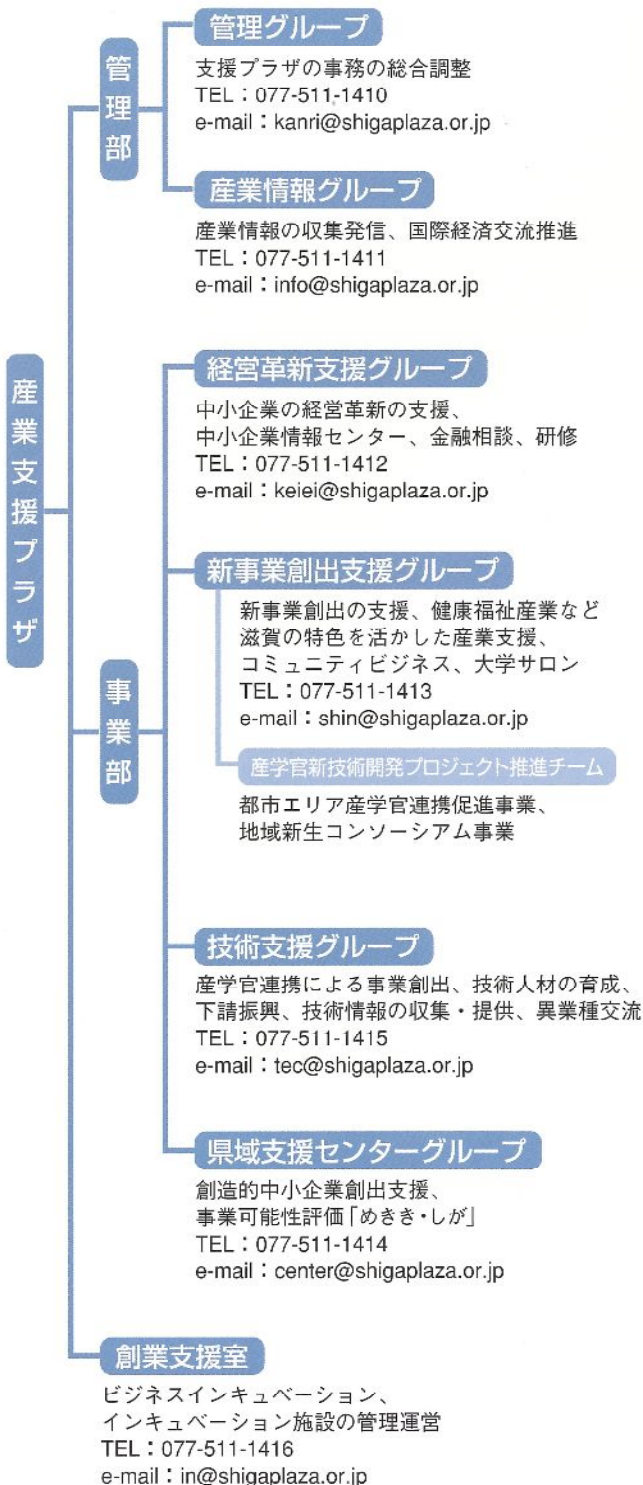 産業支援プラザ
管理部
管理グループ
支援プラザの事務の総合調整
TEL：077-511-1410
e-mail：kanri@shigaplaza.or.jp
産業情報グループ
産業情報の収集発信、国際経済交流推進
TEL：077-511-1411
e-mail：info@shigaplaza.or.jp
事業部
経営革新支援グループ
中小企業の経営革新の支援、
中小企業情報センター、金融相談、研修
TEL：077-511-1412
e-mail：keiei@shigaplaza.or.jp
新事業創出支援グループ
新事業創出の支援、健康福祉産業など
滋賀の特色を活かした産業支援、
コミュニティビジネス、大学サロン
TEL：077-511-1413
e-mail：shin@shigaplaza.or.jp
産学官新技術開発プロジェクト推進チーム
都市エリア産学官連携促進事業、
地域新生コンソーシアム事業
技術支援グループ
産学官連携による事業創出、技術人材の育成、
下請振興、技術情報の収集・提供、異業種交流
TEL：077-511-1415
e-mail：tec@shigaplaza.or.jp
県域支援センターグループ
創造的中小企業創出支援、
事業可能性評価「めきき・しが」
TEL：077-511-1414
e-mail：center@shigaplaza.or.jp
創業支援室
ビジネスインキュベーション、
インキュベーション施設の管理運営
TEL：077-511-1416
e-mail：in@shigaplaza.or.jp